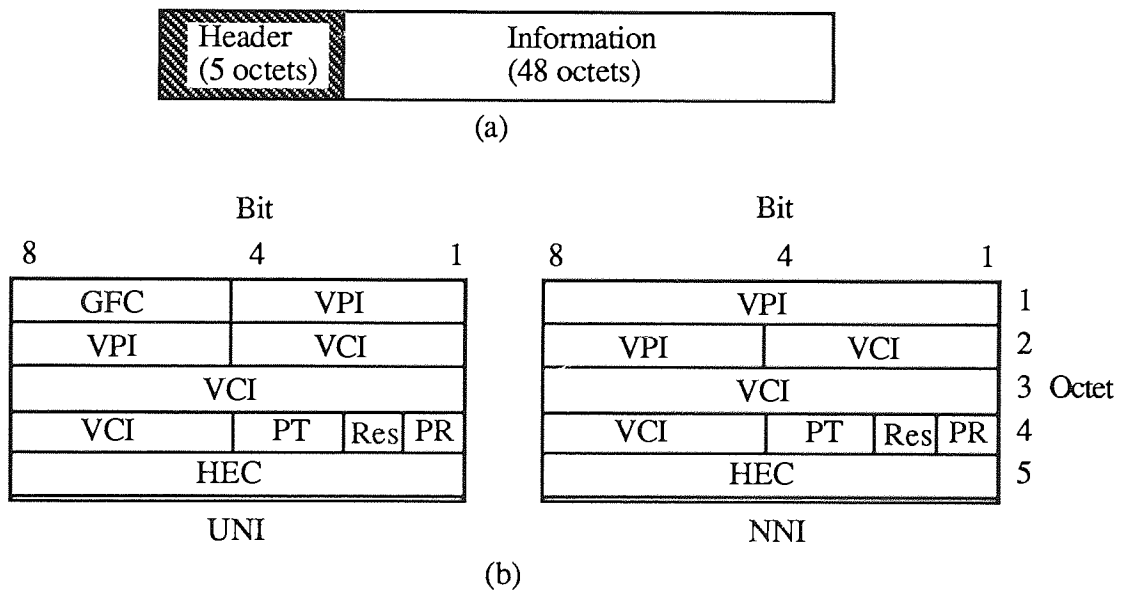 Header Information
(5 octets) (48 octets)
(a)
Bit Bit
8 4 1 8 4 1
GFC VPI VPI 1
VPI VCI VPI VCI 2
VCI VCI 3 Octet
VCI PT Res PR VCI PT Res PR 4
HEC HEC 5
UNI NNI
(b)